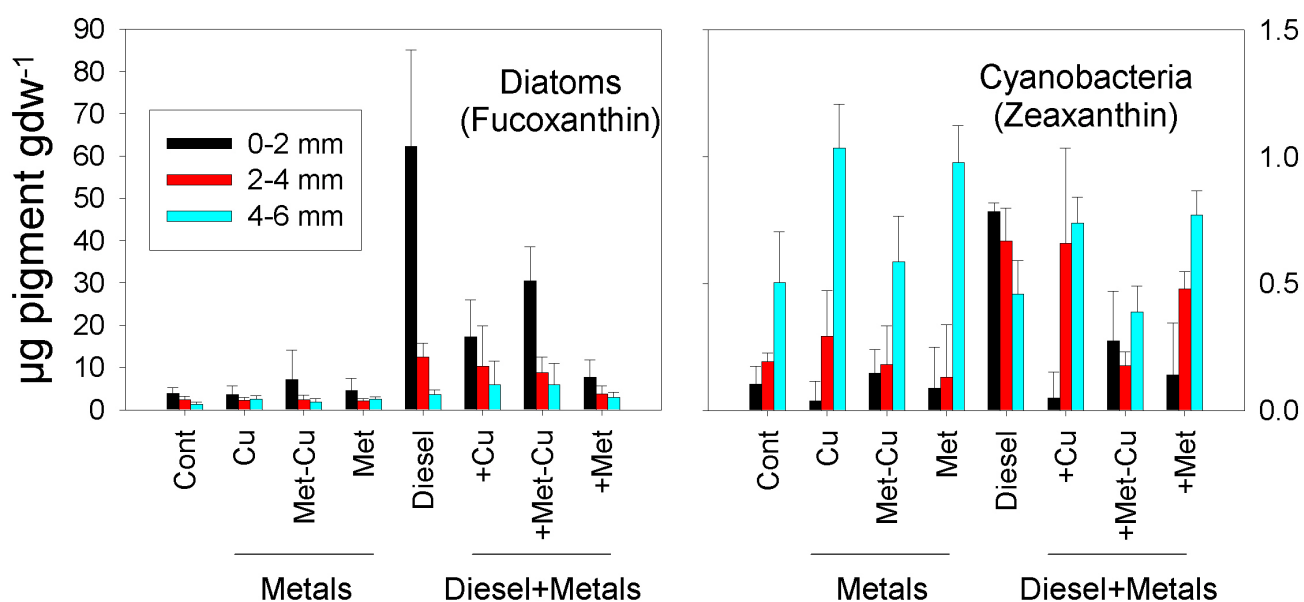 µg pigment gdw-1
90
80
70
60
50
40
30
20
10
0
Diatoms
(Fucoxanthin)
0-2 mm
2-4 mm
4-6 mm
Cont
Cu
Met-Cu
Met
Diesel
+Cu
+Met-Cu
+Met
Metals
Diesel+Metals
Cyanobacteria
(Zeaxanthin)
1.5
1.0
0.5
0.0
Cont
Cu
Met-Cu
Met
Diesel
+Cu
+Met-Cu
+Met
Metals
Diesel+Metals